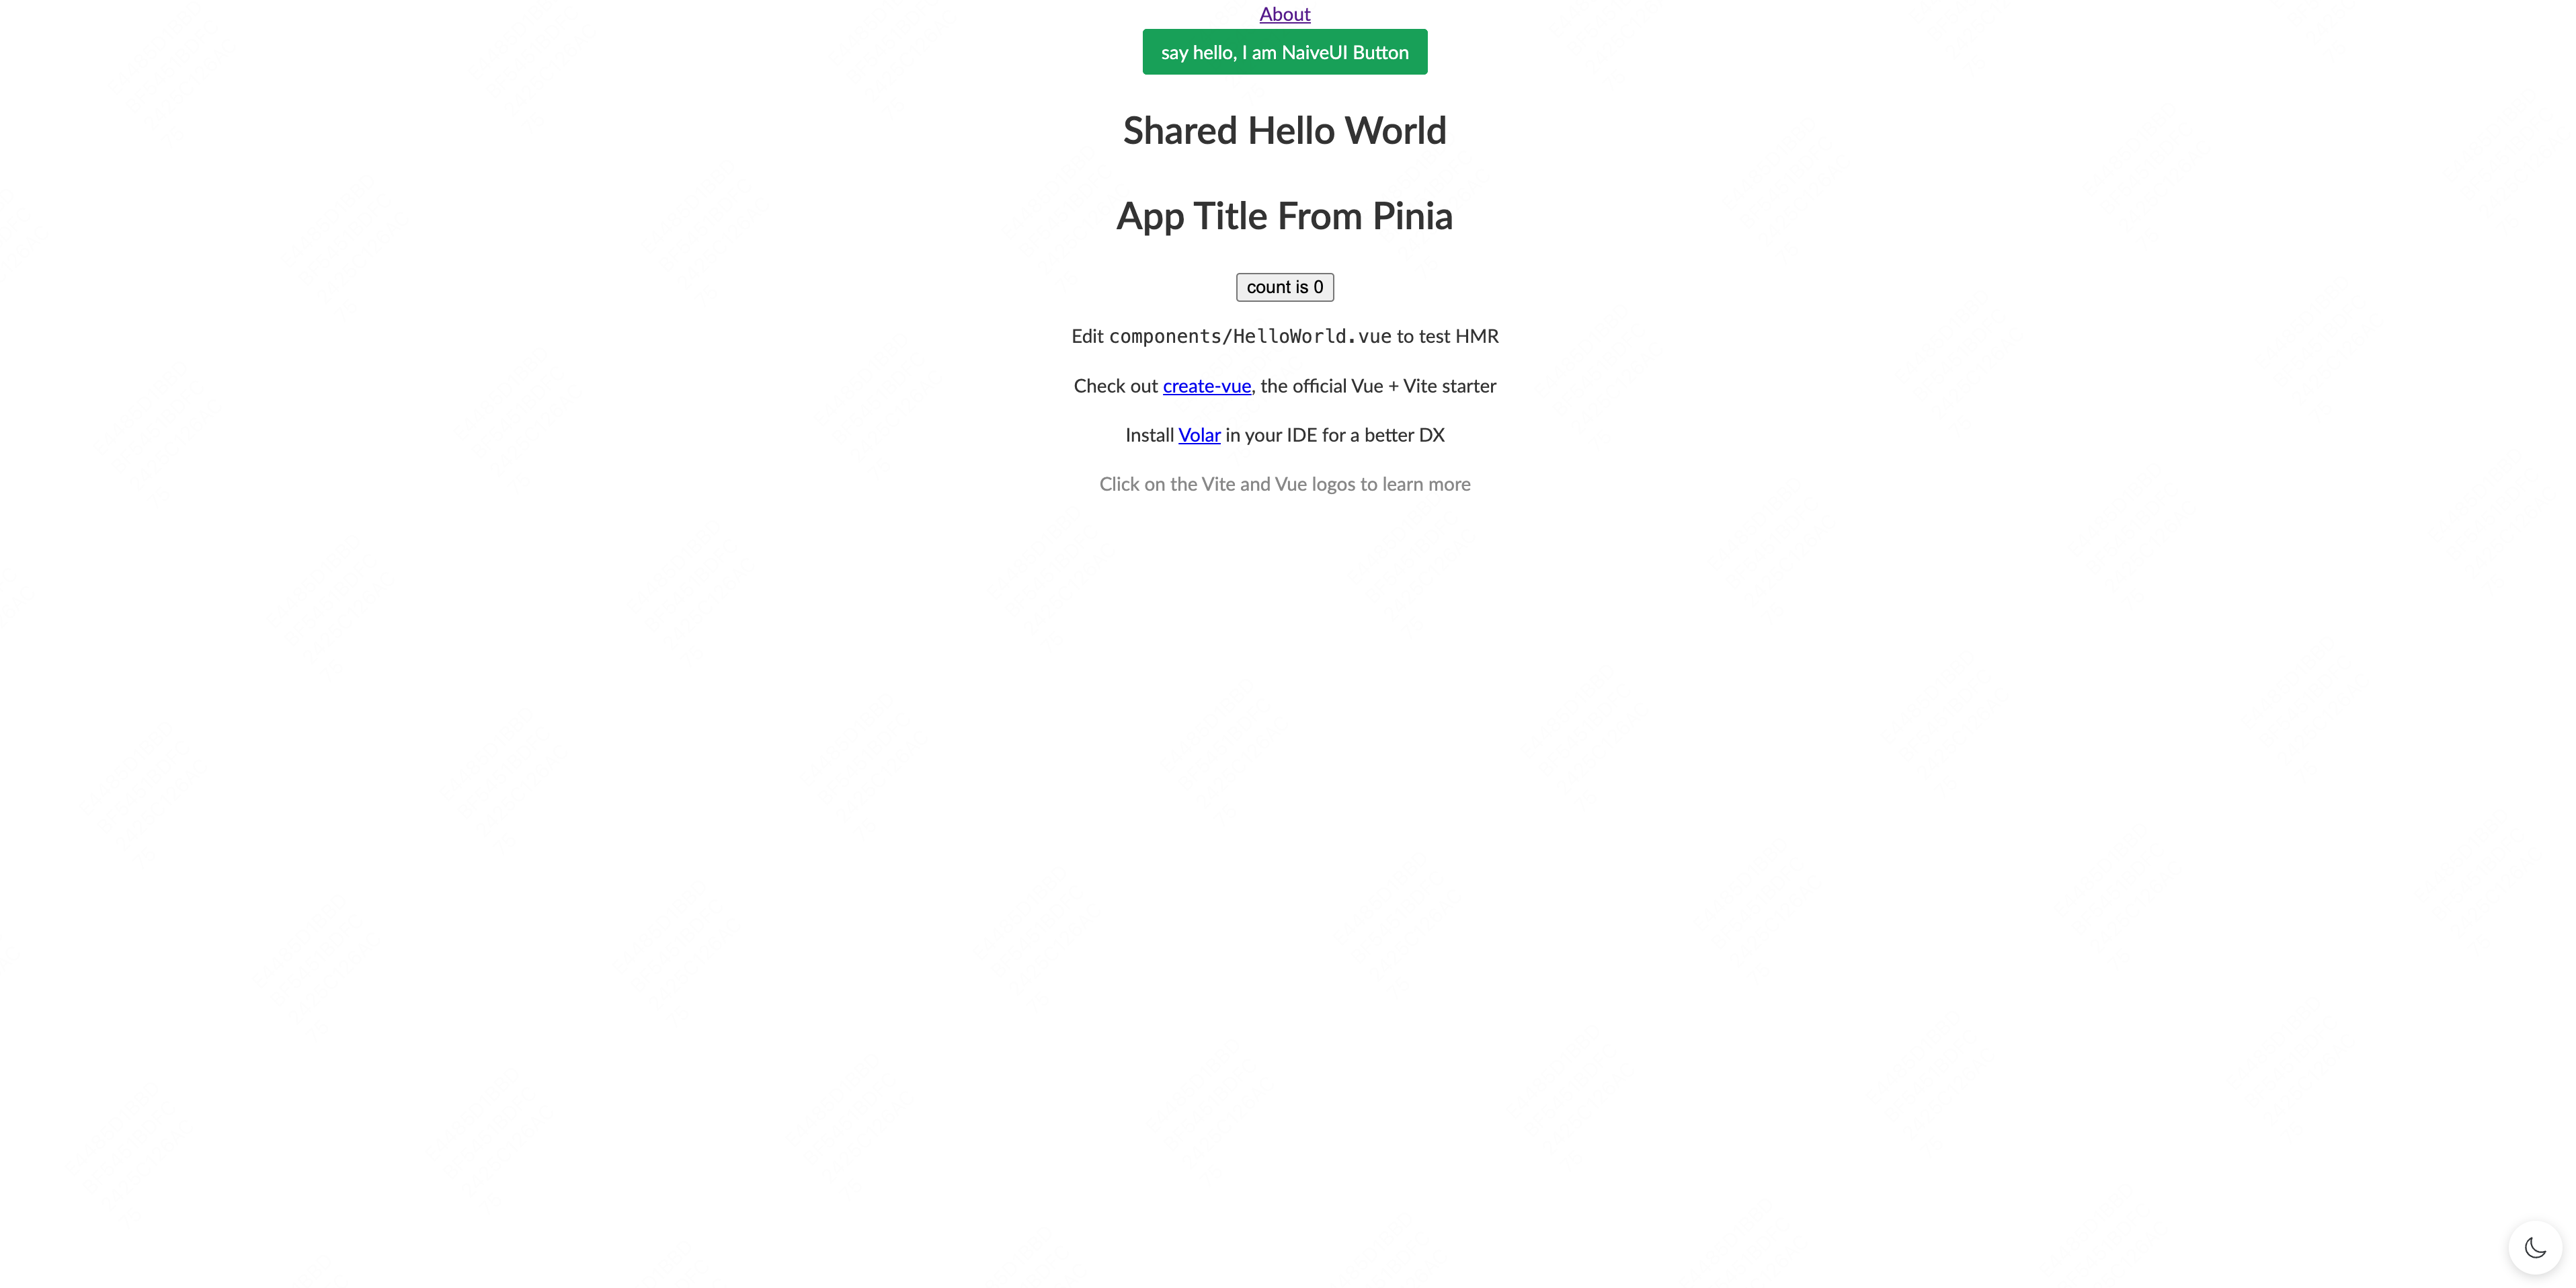 About
say hello, I am NaiveUI Button
Shared Hello World
App Title From Pinia
count is 0
Edit components/HelloWorld.vue to test HMR
Check out create-vue, the official Vue + Vite starter
Install Volar in your IDE for a better DX
Click on the Vite and Vue logos to learn more